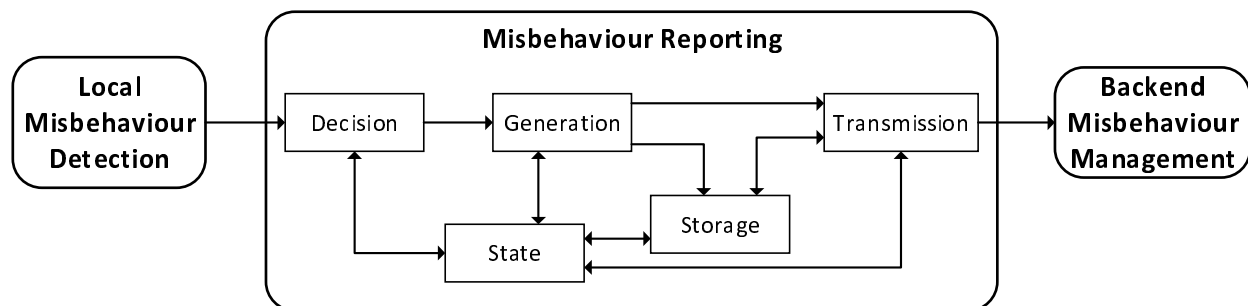 Misbehaviour Reporting
Local
Misbehaviour
Detection
Decision
Generation
Transmission
Backend
Misbehaviour
Management
Storage
State